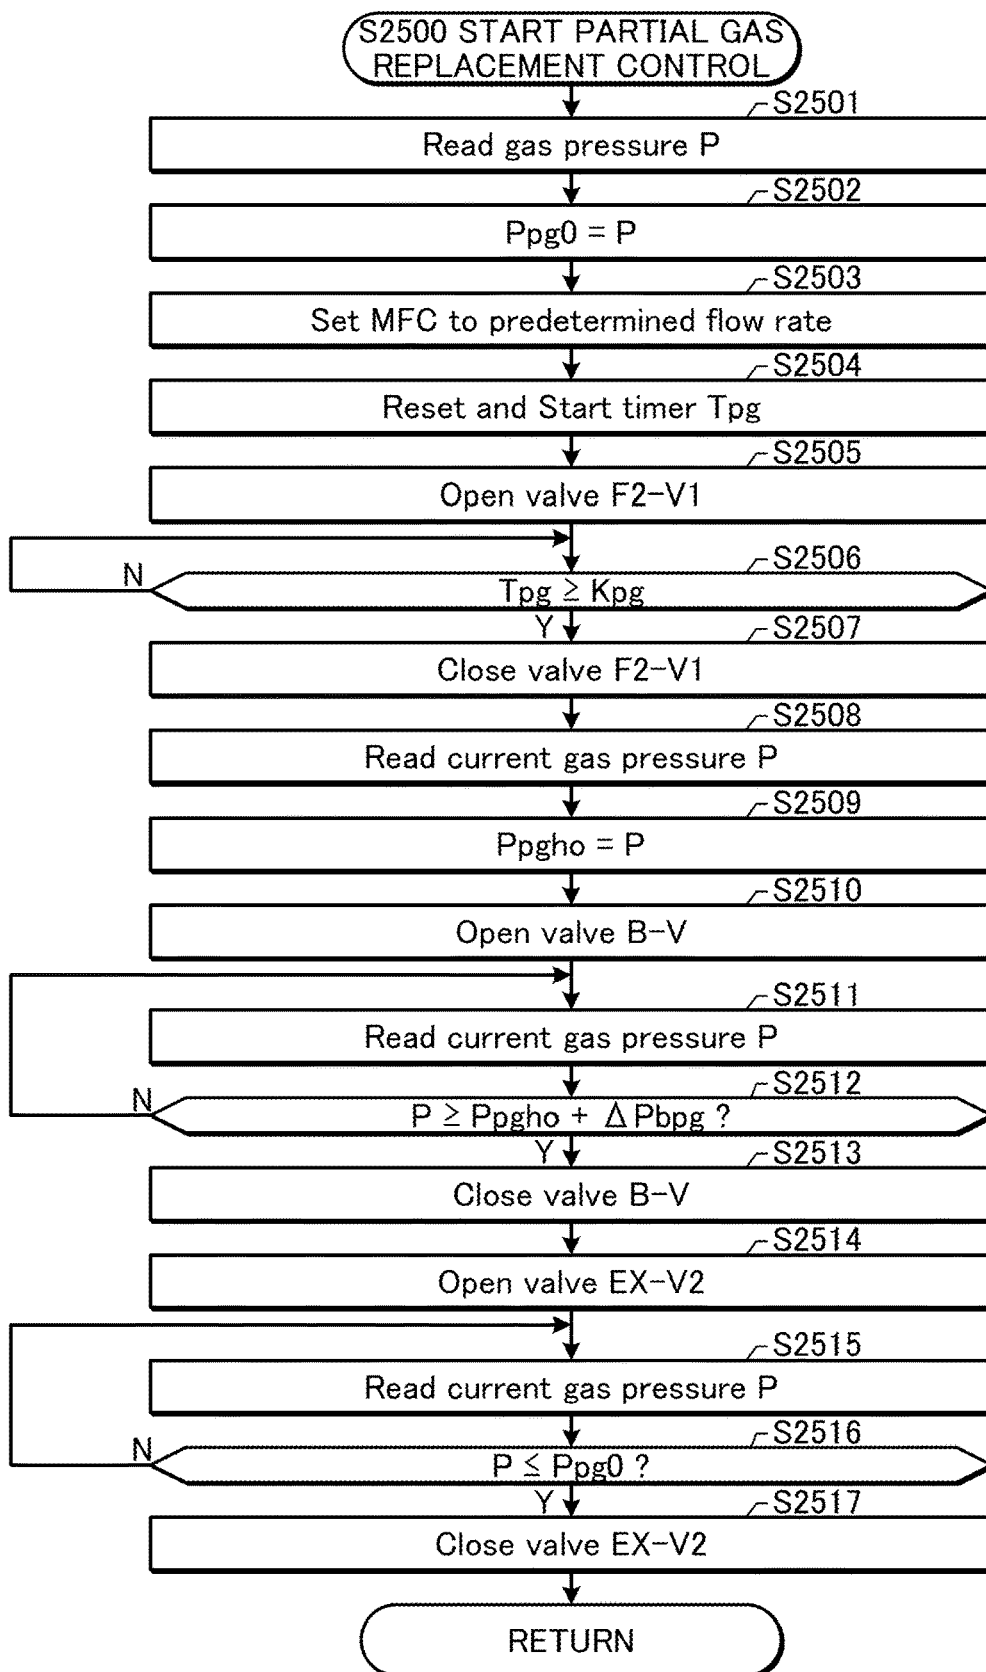 S2500 START PARTIAL GAS
REPLACEMENT CONTROL
S2501
Read gas pressure P
S2502
Ppg0 = P
S2503
Set MFC to predetermined flow rate
S2504
Reset and Start timer Tpg
S2505
Open valve F2-V1
S2506
N
Tpg ≥ Kpg
Y
S2507
Close valve F2-V1
S2508
Read current gas pressure P
S2509
Ppgho = P
S2510
Open valve B-V
S2511
Read current gas pressure P
S2512
N
P ≥ Ppgho + Δ Pbpg ?
Y
S2513
Close valve B-V
S2514
Open valve EX-V2
S2515
Read current gas pressure P
S2516
N
P ≤ Ppg0 ?
Y
S2517
Close valve EX-V2
RETURN